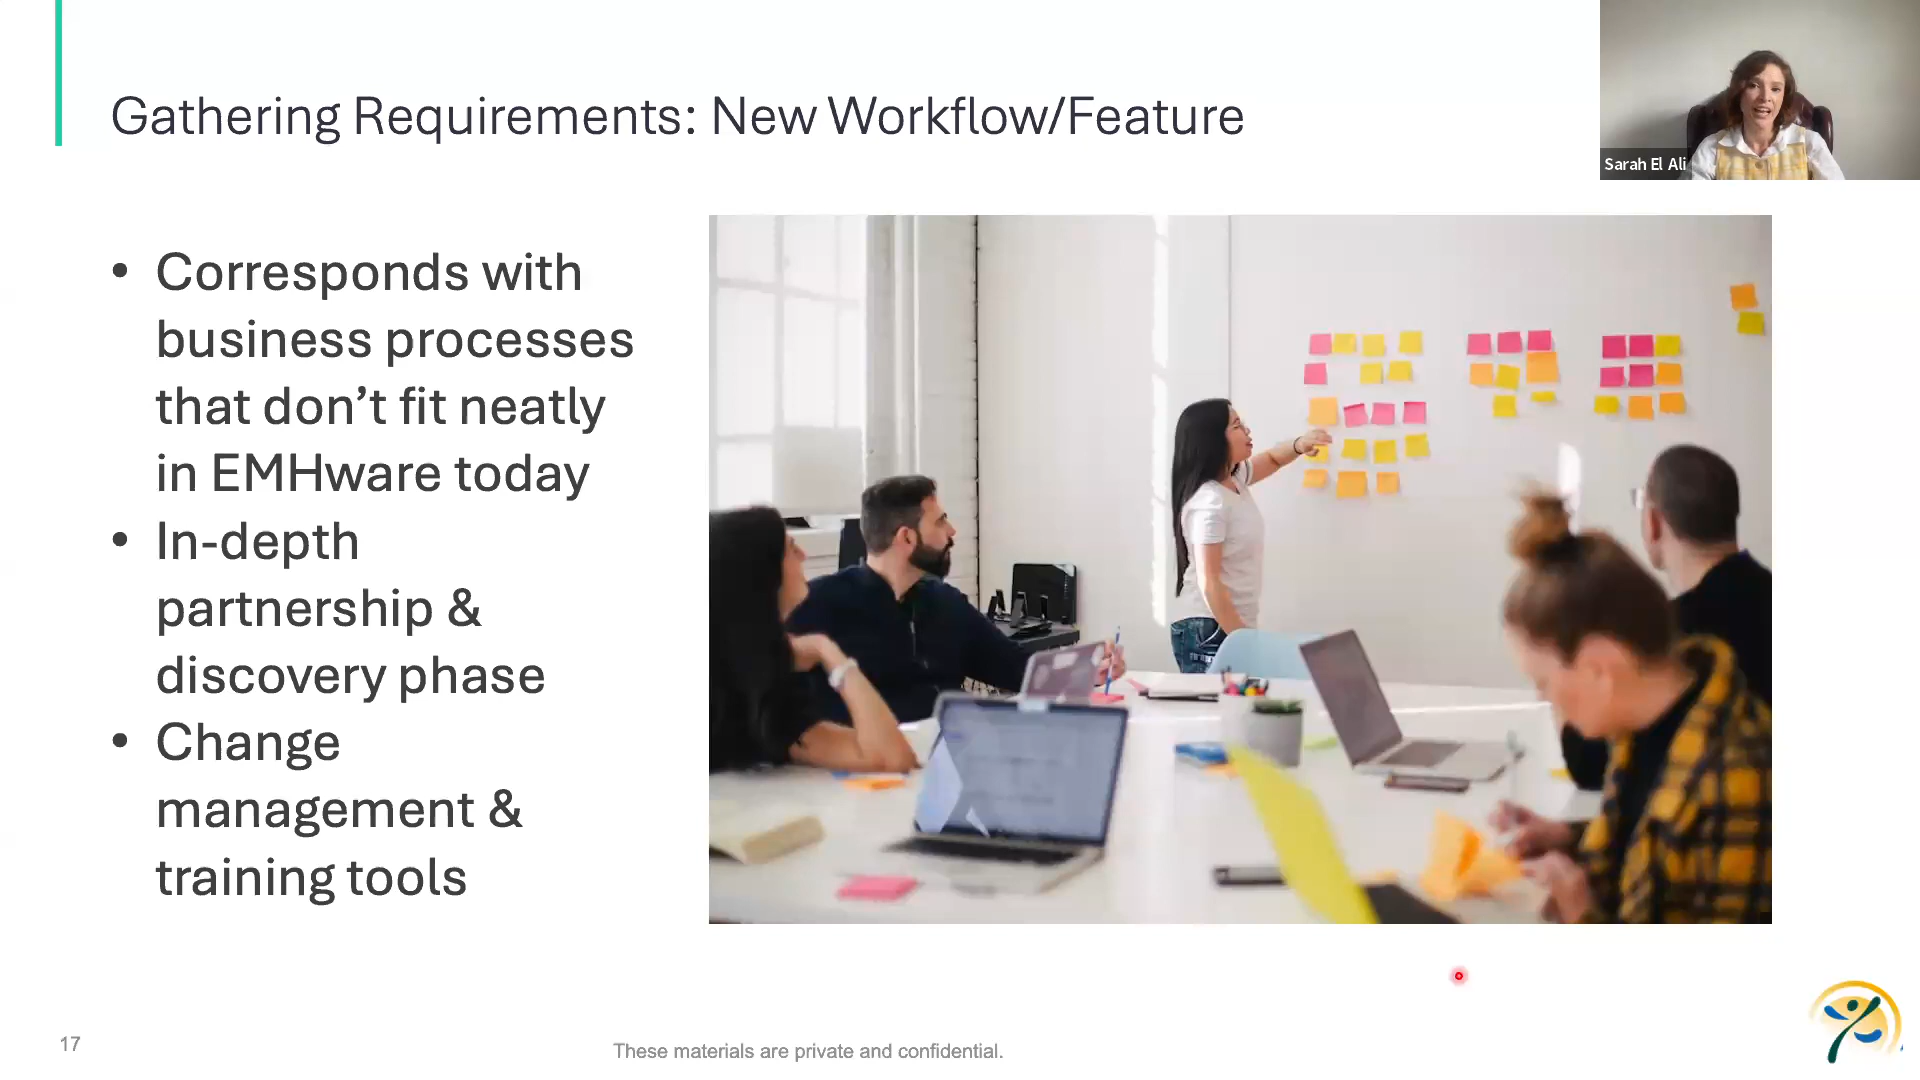 Gathering Requirements: New Workflow/Feature
Sarah El Ali
• Corresponds with
business processes
that don’t fit neatly
in EMHware today
• In-depth
partnership &
discovery phase
• Change
management &
training tools
17
These materials are private and confidential.